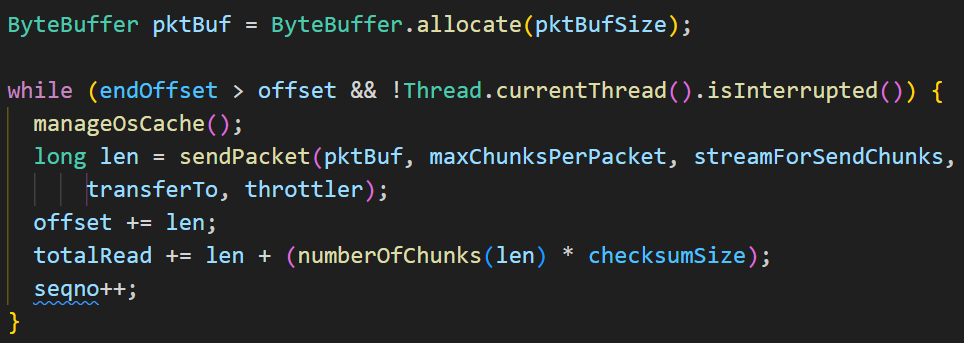 ByteBuffer pktBuf = ByteBuffer.allocate(pktBufSize);
while (endOffset > offset && !Thread.currentThread().isInterrupted()) {
manageOsCache();
long len = sendPacket(pktBuf, maxChunksPerPacket, streamForSendChunks,
transferTo, throttler);
offset += len;
totalRead += len + (numberOfChunks(len) * checksumSize);
seqno++;
}